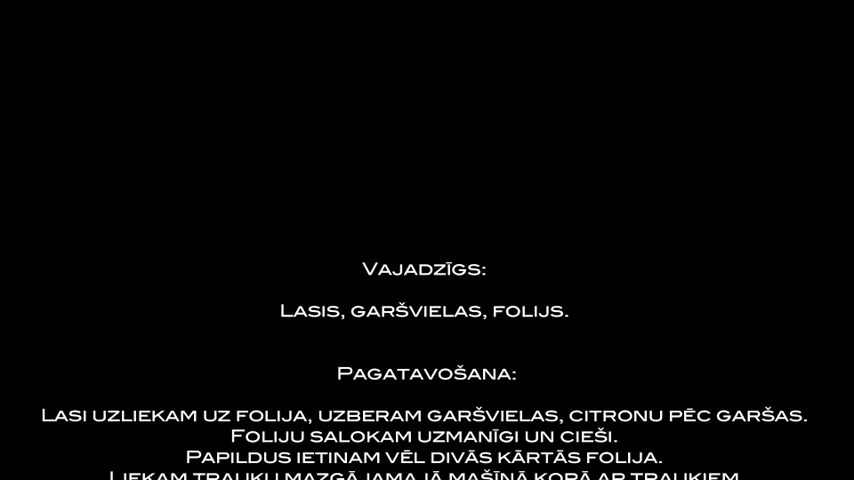 Vajadzīgs:
Lasis, garšvielas, folijs.
Pagatavošana:
Lasi uzliekam uz folija, uzberam garšvielas, citronu pēc garšas.
Foliju salokam uzmanīgi un cieši.
Papildus ietinam vēl divās kārtās folija.
Liekam trauku mazgājamajā mašīnā kopā ar traukiem